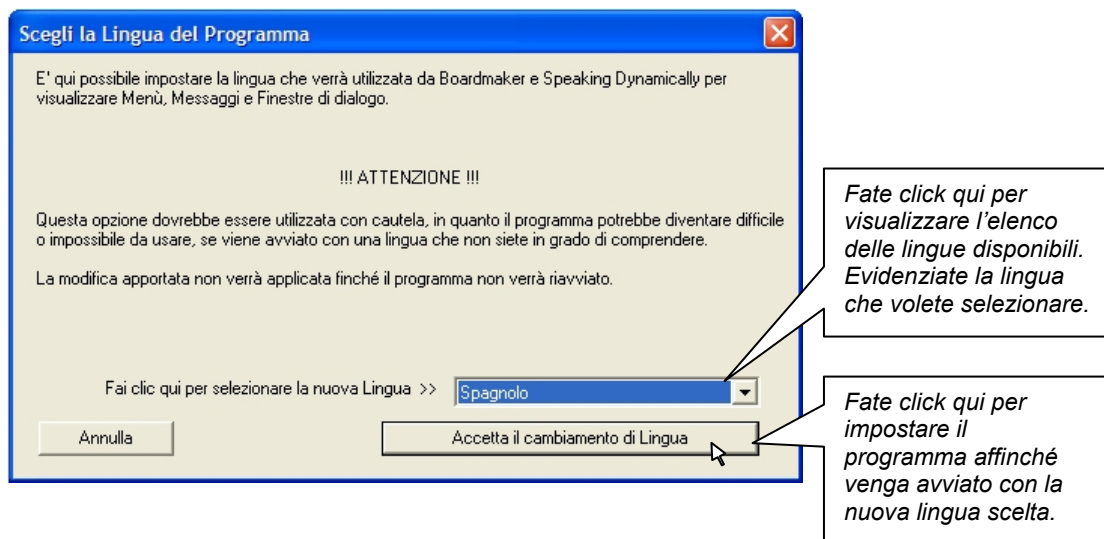 Scegli la Lingua del Programma
E' qui possibile impostare la lingua che verrà utilizzata da Boardmaker e Speaking Dynamically per
visualizzare Menù, Messaggi e Finestre di dialogo.
!!! ATTENZIONE !!!
Questa opzione dovrebbe essere utilizzata con cautela, in quanto il programma potrebbe diventare difficile
o impossibile da usare, se viene avviato con una lingua che non siete in grado di comprendere.
La modifica apportata non verrà applicata finché il programma non verrà riavviato.
Fai clic qui per selezionare la nuova Lingua >>
Spagnolo
Annulla
Accetta il cambiamento di Lingua
Fate click qui per
visualizzare l'elenco
delle lingue disponibili.
Evidenziate la lingua
che volete selezionare.
Fate click qui per
impostare il
programma affinché
venga avviato con la
nuova lingua scelta.